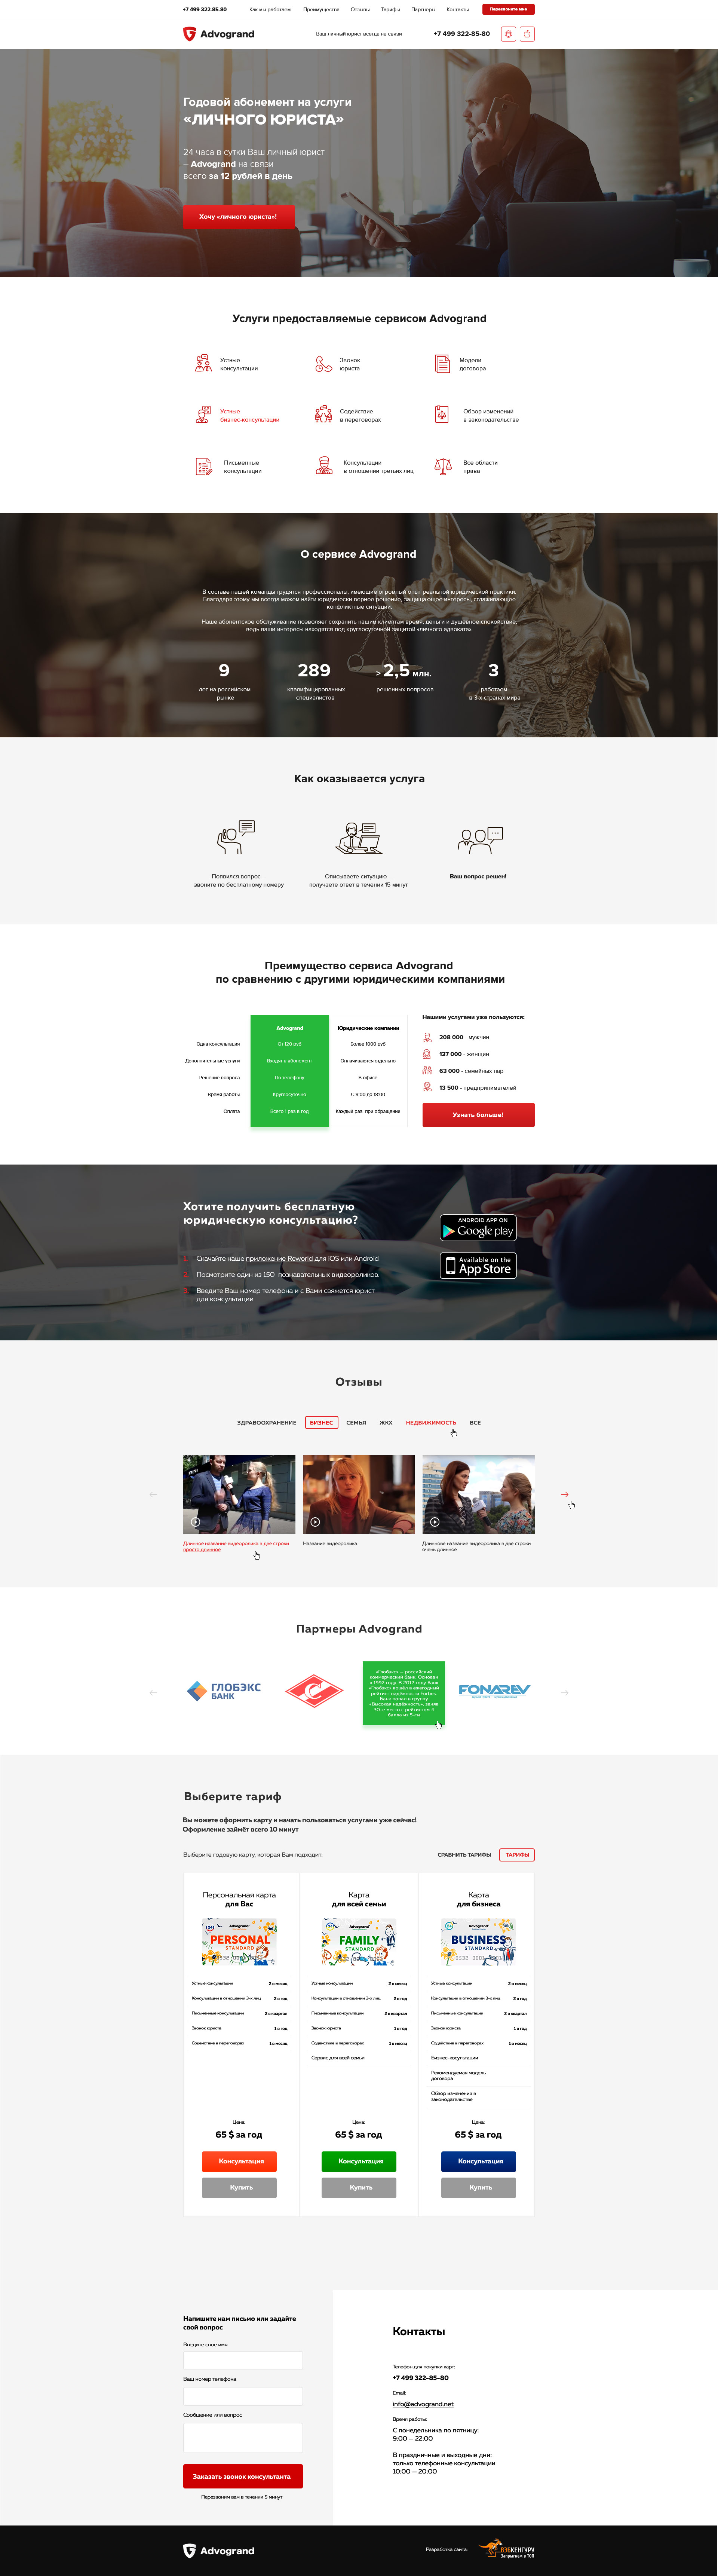 +7 499 322-85-80
Как мы работаем
Преимущества
Отзывы
Тарифы
Партнеры
Контакты
Перезвоните мне
Advogrand
Ваш личный юрист всегда на связи
+7 499 322-85-80
Годовой абонемент на услуги
«ЛИЧНОГО ЮРИСТА»
24 часа в сутки Ваш личный юрист
– Advogrand на связи
всего за 12 рублей в день
Хочу «личного юриста»!
Услуги предоставляемые сервисом Advogrand
Устные
консультации
Звонок
юриста
Модели
договора
Устные
бизнес-консультации
Содействие
в переговорах
Обзор изменений
в законодательстве
Письменные
консультации
Консультации
в отношении третьих лиц
Все области
права
О сервисе Advogrand
В составе нашей команды трудятся профессионалы, имеющие огромный опыт реальной юридической практики.
Благодаря этому мы всегда можем найти юридически верное решение, защищающее интересы, сглаживающее
конфликтные ситуации.
Наше абонентское обслуживание позволяет сохранить нашим клиентам время, деньги и душевное спокойствие,
ведь ваши интересы находятся под круглосуточной защитой «личного адвоката».
9
лет на российском
рынке
289
квалифицированных
специалистов
> 2,5 млн.
решенных вопросов
3
работаем
в 3-х странах мира
Как оказывается услуга
Появился вопрос –
звоните по бесплатному номеру
Описываете ситуацию –
получаете ответ в течении 15 минут
Ваш вопрос решен!
Преимущество сервиса Advogrand
по сравнению с другими юридическими компаниями
Advogrand
Юридические компании
Одна консультация
От 120 руб
Более 1000 руб
Дополнительные услуги
Входят в абонемент
Оплачиваются отдельно
Решение вопроса
По телефону
В офисе
Время работы
Круглосуточно
С 9:00 до 18:00
Оплата
Всего 1 раз в год
Каждый раз при обращении
Нашими услугами уже пользуются:
208 000 - мужчин
137 000 - женщин
63 000 - семейных пар
13 500 - предпринимателей
Узнать больше!
Хотите получить бесплатную
юридическую консультацию?
1 Скачайте наше приложение Reworld для iOS или Android
2 Посмотрите один из 150 познавательных видеороликов.
3 Введите Ваш номер телефона и с Вами свяжется юрист
для консультации
ANDROID APP ON
Google play
Available on the
App Store
Отзывы
ЗДРАВООХРАНЕНИЕ
БИЗНЕС
СЕМЬЯ
ЖКХ
НЕДВИЖИМОСТЬ
ВСЕ
Длинное название видеоролика в две строки
просто длинное
Название видеоролика
Длинноое название видеоролика в две строки
очень длинное
Партнеры Advogrand
ГЛОБЭКС
БАНК
«Глобэкс» – российский
коммерческий банк. Основан
в 1992 году. В 2012 году банк
«Глобэкс» вошёл в ежегодный
рейтинг надёжности Forbes.
Банк попал в группу
«Высокая надёжность», заняв
30-е место с рейтингом 4
балла из 5-ти
FONAREV
Выберите тариф
Вы можете оформить карту и начать пользоваться услугами уже сейчас!
Оформление займёт всего 10 минут
Выберите годовую карту, которая Вам подходит:
СРАВНИТЬ ТАРИФЫ
ТАРИФЫ
Персональная карта
для Вас
Advogrand
PERSONAL
STANDARD
Устные консультации 2 в месяц
Консультации в отношении 3-х лиц 2 в год
Письменные консультации 2 в квартал
Звонок юриста 1 в год
Содействие в переговорах 1 в месяц
Цена:
65 $ за год
Консультация
Купить
Карта
для всей семьи
Advogrand
FAMILY
STANDARD
Устные консультации 2 в месяц
Консультации в отношении 3-х лиц 2 в год
Письменные консультации 2 в квартал
Звонок юриста 1 в год
Содействие в переговорах 1 в месяц
Сервис для всей семьи
Цена:
65 $ за год
Консультация
Купить
Карта
для бизнеса
Advogrand
BUSINESS
STANDARD
Устные консультации 2 в месяц
Консультации в отношении 3-х лиц 2 в год
Письменные консультации 2 в квартал
Звонок юриста 1 в год
Содействие в переговорах 1 в месяц
Бизнес-косультации
Рекомендуемая модель
договора
Обзор изменения в
законодательстве
Цена:
65 $ за год
Консультация
Купить
Напишите нам письмо или задайте
свой вопрос
Введите своё имя
Ваш номер телефона
Сообщение или вопрос
Заказать звонок консультанта
Перезвоним вам в течении 5 минут
Контакты
Телефон для покупки карт:
+7 499 322-85-80
Email:
info@advogrand.net
Время работы
С понедельника по пятницу:
9:00 — 22:00
В праздничные и выходные дни:
только телефонные консультации
10:00 — 20:00
Advogrand
Разработка сайта:
ВЭБКЕНГУРУ
Запрыгнем в ТОП